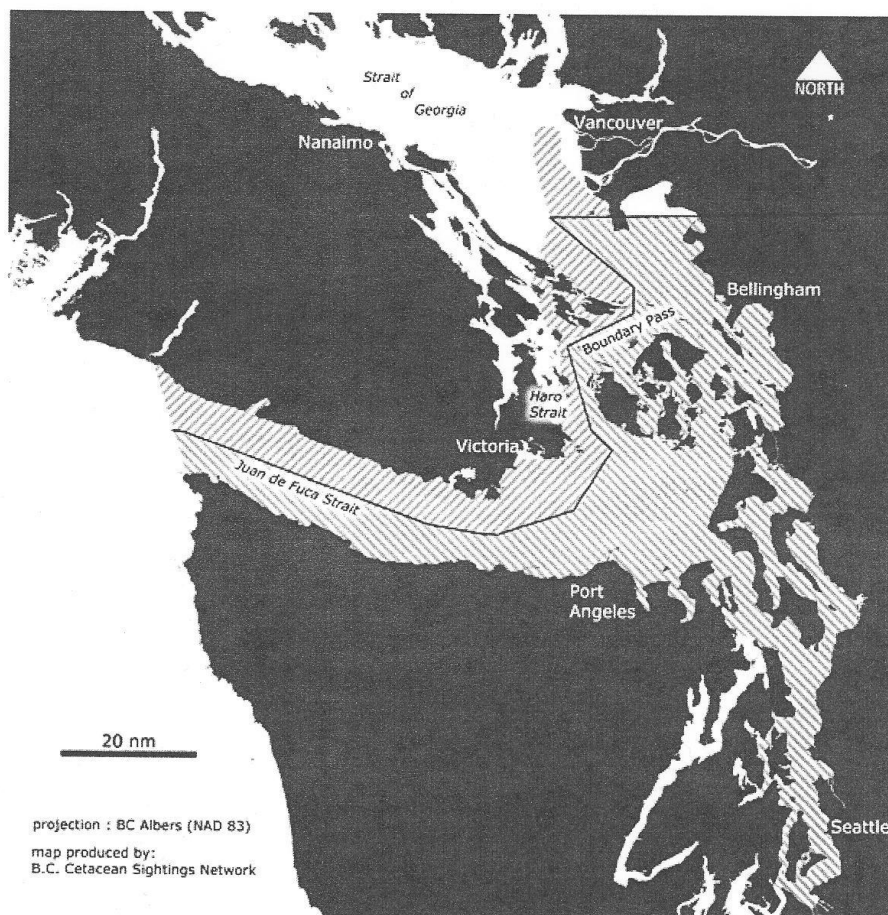 Strait
of
Georgia
NORTH
Vancouver
Nanaimo
Bellingham
Boundary Pass
Haro
Strait
Victoria
Juan de Fuca Strait
Port
Angeles
20 nm
projection : BC Albers (NAD 83)
map produced by:
B.C. Cetacean Sightings Network
Seattle